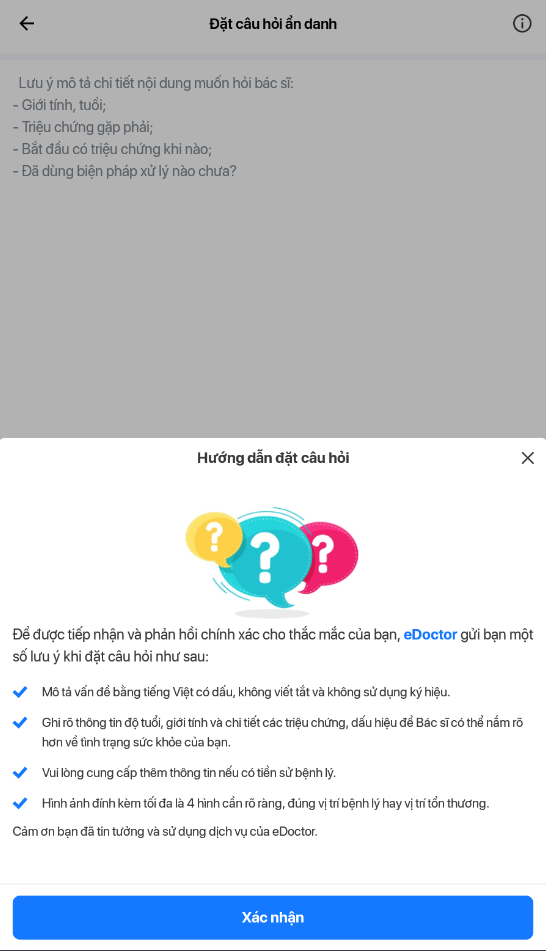 Đặt câu hỏi ẩn danh
Lưu ý mô tả chi tiết nội dung muốn hỏi bác sĩ:
- Giới tính, tuổi;
- Triệu chứng gặp phải;
- Bắt đầu có triệu chứng khi nào;
- Đã dùng biện pháp xử lý nào chưa?
Hướng dẫn đặt câu hỏi
? ? ?
Để được tiếp nhận và phản hồi chính xác cho thắc mắc của bạn, eDoctor gửi bạn một
số lưu ý khi đặt câu hỏi như sau:
Mô tả vấn đề bằng tiếng Việt có dấu, không viết tắt và không sử dụng ký hiệu.
Ghi rõ thông tin độ tuổi, giới tính và chi tiết các triệu chứng, dấu hiệu để Bác sĩ có thể nắm rõ
hơn về tình trạng sức khỏe của bạn.
Vui lòng cung cấp thêm thông tin nếu có tiền sử bệnh lý.
Hình ảnh đính kèm tối đa là 4 hình cần rõ ràng, đúng vị trí bệnh lý hay vị trí tổn thương.
Cảm ơn bạn đã tin tưởng và sử dụng dịch vụ của eDoctor.
Xác nhận